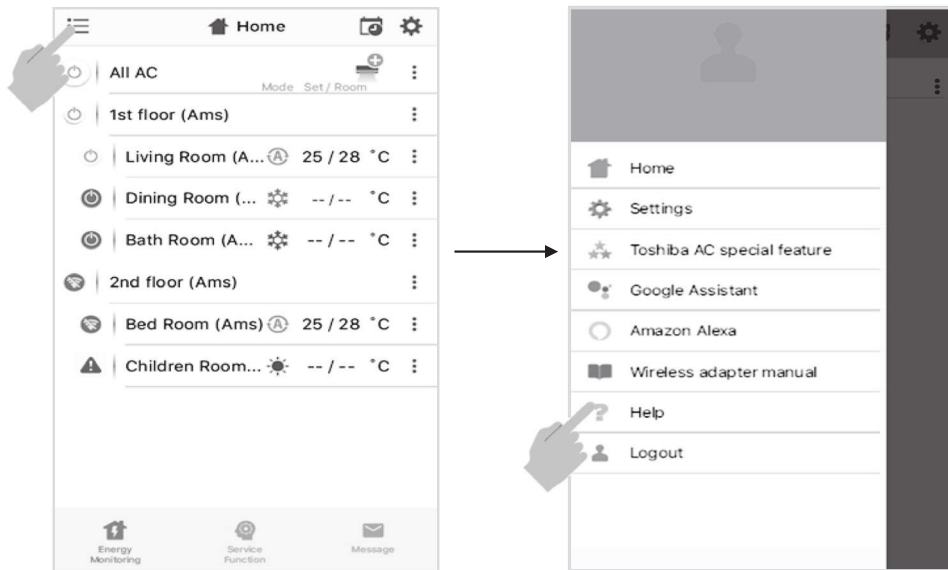 Home
All AC
Mode Set / Room
1st floor (Ams)
Living Room (A... A 25 / 28 °C
Dining Room (... -- / -- °C
Bath Room (A... -- / -- °C
2nd floor (Ams)
Bed Room (Ams) A 25 / 28 °C
Children Room... -- / -- °C
Energy
Monitoring
Service
Function
Message
Home
Settings
Toshiba AC special feature
Google Assistant
Amazon Alexa
Wireless adapter manual
? Help
Logout